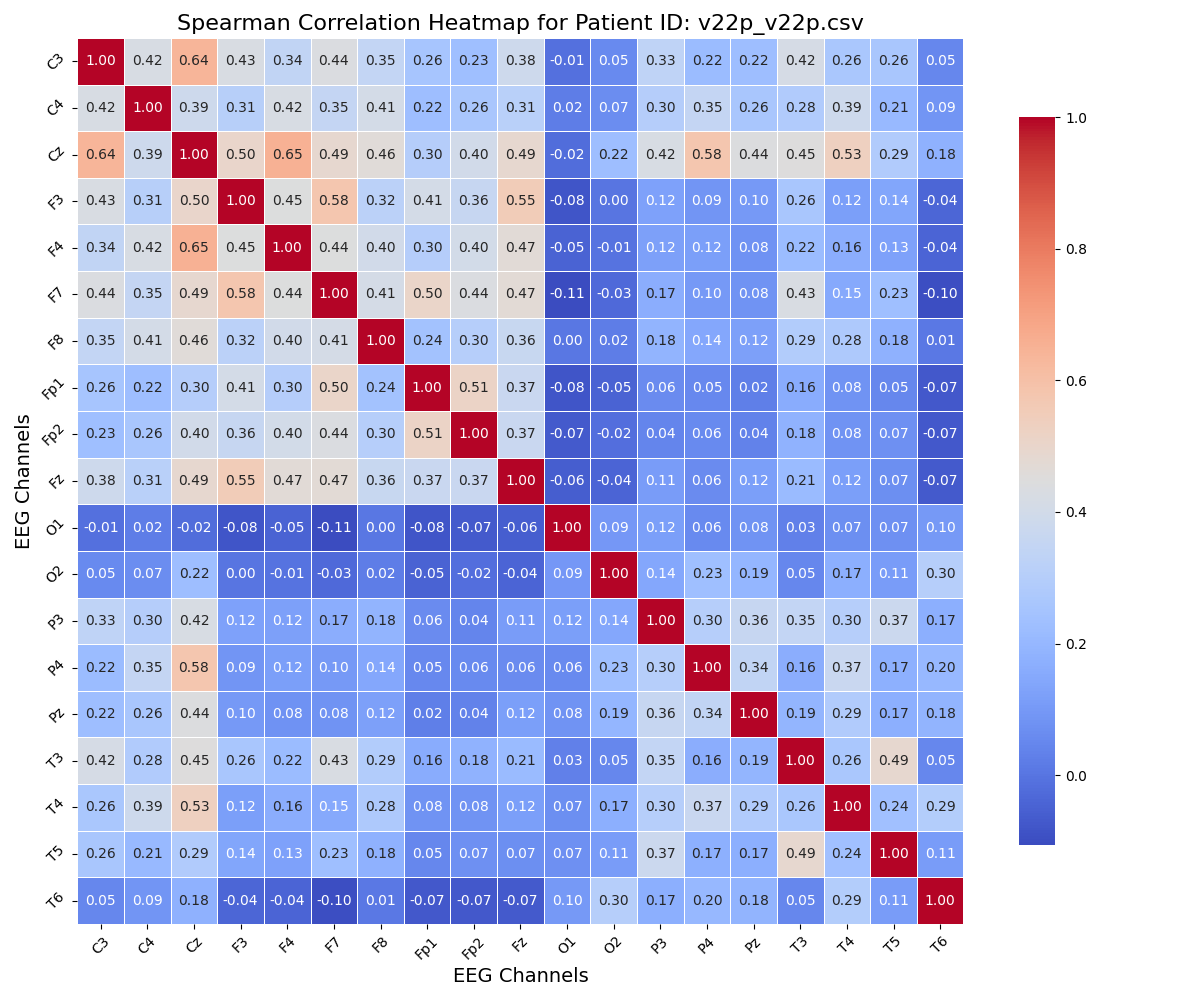 Spearman Correlation Heatmap for Patient ID: v22p_v22p.csv
C3 1.00 0.42 0.64 0.43 0.34 0.44 0.35 0.26 0.23 0.38 -0.01 0.05 0.33 0.22 0.22 0.42 0.26 0.26 0.05
C4 0.42 1.00 0.39 0.31 0.42 0.35 0.41 0.22 0.26 0.31 0.02 0.07 0.30 0.35 0.26 0.28 0.39 0.21 0.09
Cz 0.64 0.39 1.00 0.50 0.65 0.49 0.46 0.30 0.40 0.49 -0.02 0.22 0.42 0.58 0.44 0.45 0.53 0.29 0.18
F3 0.43 0.31 0.50 1.00 0.45 0.58 0.32 0.41 0.36 0.55 -0.08 0.00 0.12 0.09 0.10 0.26 0.12 0.14 -0.04
F4 0.34 0.42 0.65 0.45 1.00 0.44 0.40 0.30 0.40 0.47 -0.05 -0.01 0.12 0.12 0.08 0.22 0.16 0.13 -0.04
F7 0.44 0.35 0.49 0.58 0.44 1.00 0.41 0.50 0.44 0.47 -0.11 -0.03 0.17 0.10 0.08 0.43 0.15 0.23 -0.10
F8 0.35 0.41 0.46 0.32 0.40 0.41 1.00 0.24 0.30 0.36 0.00 0.02 0.18 0.14 0.12 0.29 0.28 0.18 0.01
Fp1 0.26 0.22 0.30 0.41 0.30 0.50 0.24 1.00 0.51 0.37 -0.08 -0.05 0.06 0.05 0.02 0.16 0.08 0.05 -0.07
Fp2 0.23 0.26 0.40 0.36 0.40 0.44 0.30 0.51 1.00 0.37 -0.07 -0.02 0.04 0.06 0.04 0.18 0.08 0.07 -0.07
Fz 0.38 0.31 0.49 0.55 0.47 0.47 0.36 0.37 0.37 1.00 -0.06 -0.04 0.11 0.06 0.12 0.21 0.12 0.07 -0.07
O1 -0.01 0.02 -0.02 -0.08 -0.05 -0.11 0.00 -0.08 -0.07 -0.06 1.00 0.09 0.12 0.06 0.08 0.03 0.07 0.07 0.10
O2 0.05 0.07 0.22 0.00 -0.01 -0.03 0.02 -0.05 -0.02 -0.04 0.09 1.00 0.14 0.23 0.19 0.05 0.17 0.11 0.30
P3 0.33 0.30 0.42 0.12 0.12 0.17 0.18 0.06 0.04 0.11 0.12 0.14 1.00 0.30 0.36 0.35 0.30 0.37 0.17
P4 0.22 0.35 0.58 0.09 0.12 0.10 0.14 0.05 0.06 0.06 0.06 0.23 0.30 1.00 0.34 0.16 0.37 0.17 0.20
Pz 0.22 0.26 0.44 0.10 0.08 0.08 0.12 0.02 0.04 0.12 0.08 0.19 0.36 0.34 1.00 0.19 0.29 0.17 0.18
T3 0.42 0.28 0.45 0.26 0.22 0.43 0.29 0.16 0.18 0.21 0.03 0.05 0.35 0.16 0.19 1.00 0.26 0.49 0.05
T4 0.26 0.39 0.53 0.12 0.16 0.15 0.28 0.08 0.08 0.12 0.07 0.17 0.30 0.37 0.29 0.26 1.00 0.24 0.29
T5 0.26 0.21 0.29 0.14 0.13 0.23 0.18 0.05 0.07 0.07 0.07 0.11 0.37 0.17 0.17 0.49 0.24 1.00 0.11
T6 0.05 0.09 0.18 -0.04 -0.04 -0.10 0.01 -0.07 -0.07 -0.07 0.10 0.30 0.17 0.20 0.18 0.05 0.29 0.11 1.00
C3 C4 Cz F3 F4 F7 F8 Fp1 Fp2 Fz O1 O2 P3 P4 Pz T3 T4 T5 T6
EEG Channels
EEG Channels
1.0
0.8
0.6
0.4
0.2
0.0